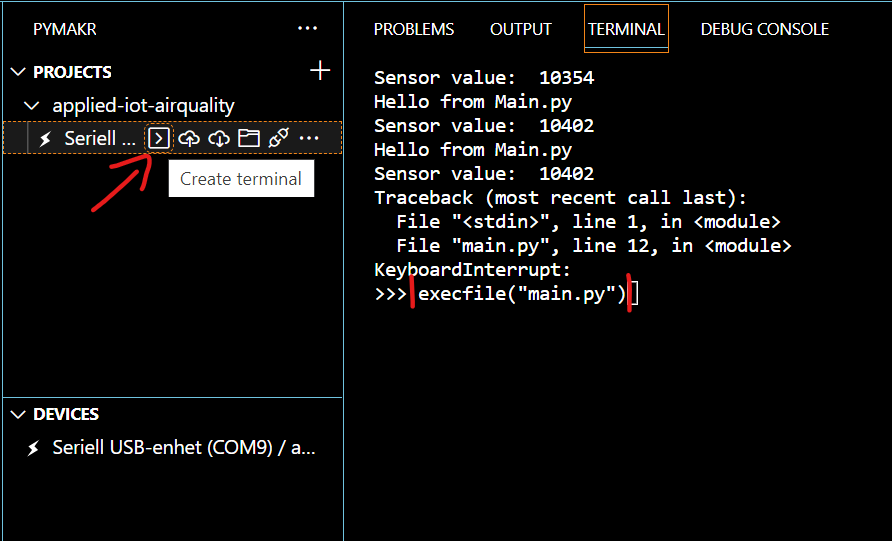 PYMAKR
PROJECTS
applied-iot-airquality
Seriell ...
Create terminal
DEVICES
Seriell USB-enhet (COM9) / a...
PROBLEMS OUTPUT TERMINAL DEBUG CONSOLE
Sensor value:  10354
Hello from Main.py
Sensor value:  10402
Hello from Main.py
Sensor value:  10402
Traceback (most recent call last):
  File "<stdin>", line 1, in <module>
  File "main.py", line 12, in <module>
KeyboardInterrupt:
>>> execfile("main.py")